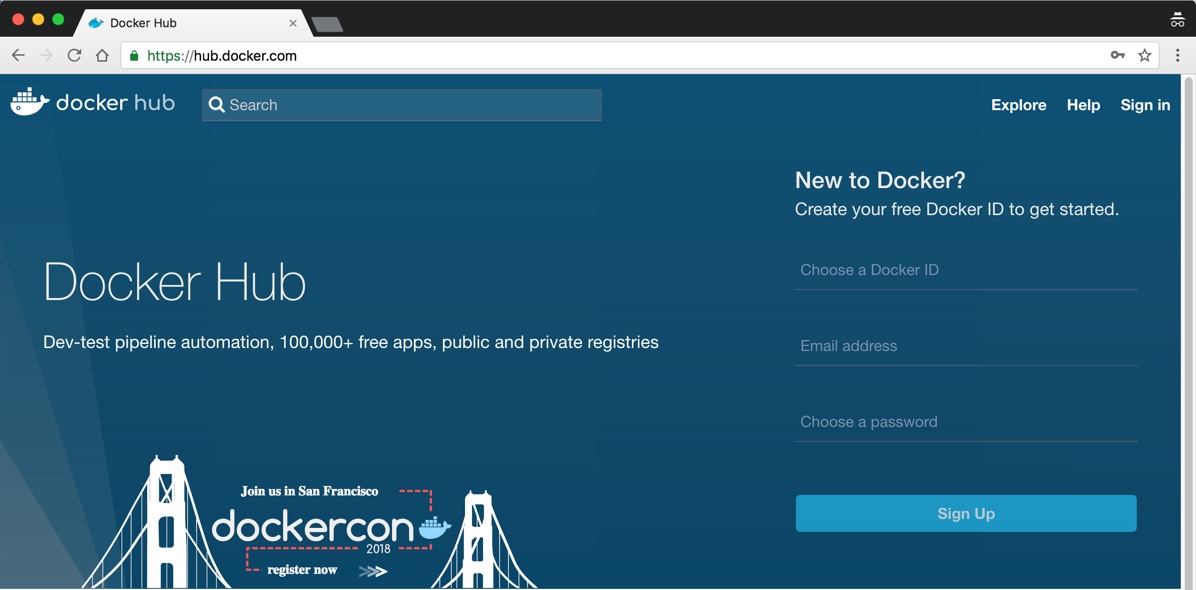 Docker Hub
https://hub.docker.com
docker hub
Search
Explore
Help
Sign in
New to Docker?
Create your free Docker ID to get started.
Choose a Docker ID
Docker Hub
Dev-test pipeline automation, 100,000+ free apps, public and private registries
Email address
Choose a password
Sign Up
Join us in San Francisco
dockercon
2018
register now